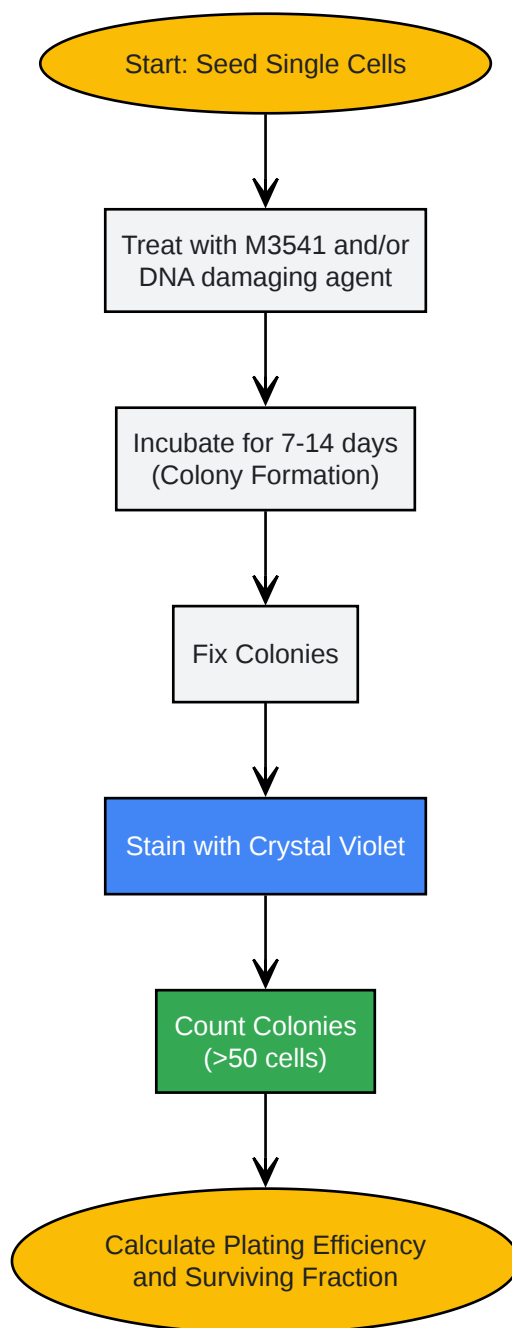 Start: Seed Single Cells
Treat with M3541 and/or
DNA damaging agent
Incubate for 7-14 days
(Colony Formation)
Fix Colonies
Stain with Crystal Violet
Count Colonies
(>50 cells)
Calculate Plating Efficiency
and Surviving Fraction